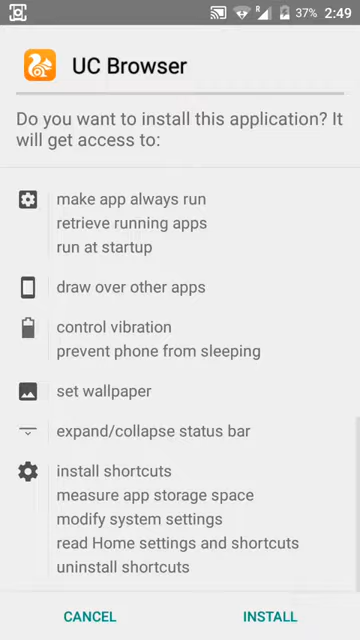 R 37% 2:49
UC Browser
Do you want to install this application? It
will get access to:
make app always run
retrieve running apps
run at startup
draw over other apps
control vibration
prevent phone from sleeping
set wallpaper
expand/collapse status bar
install shortcuts
measure app storage space
modify system settings
read Home settings and shortcuts
uninstall shortcuts
CANCEL INSTALL